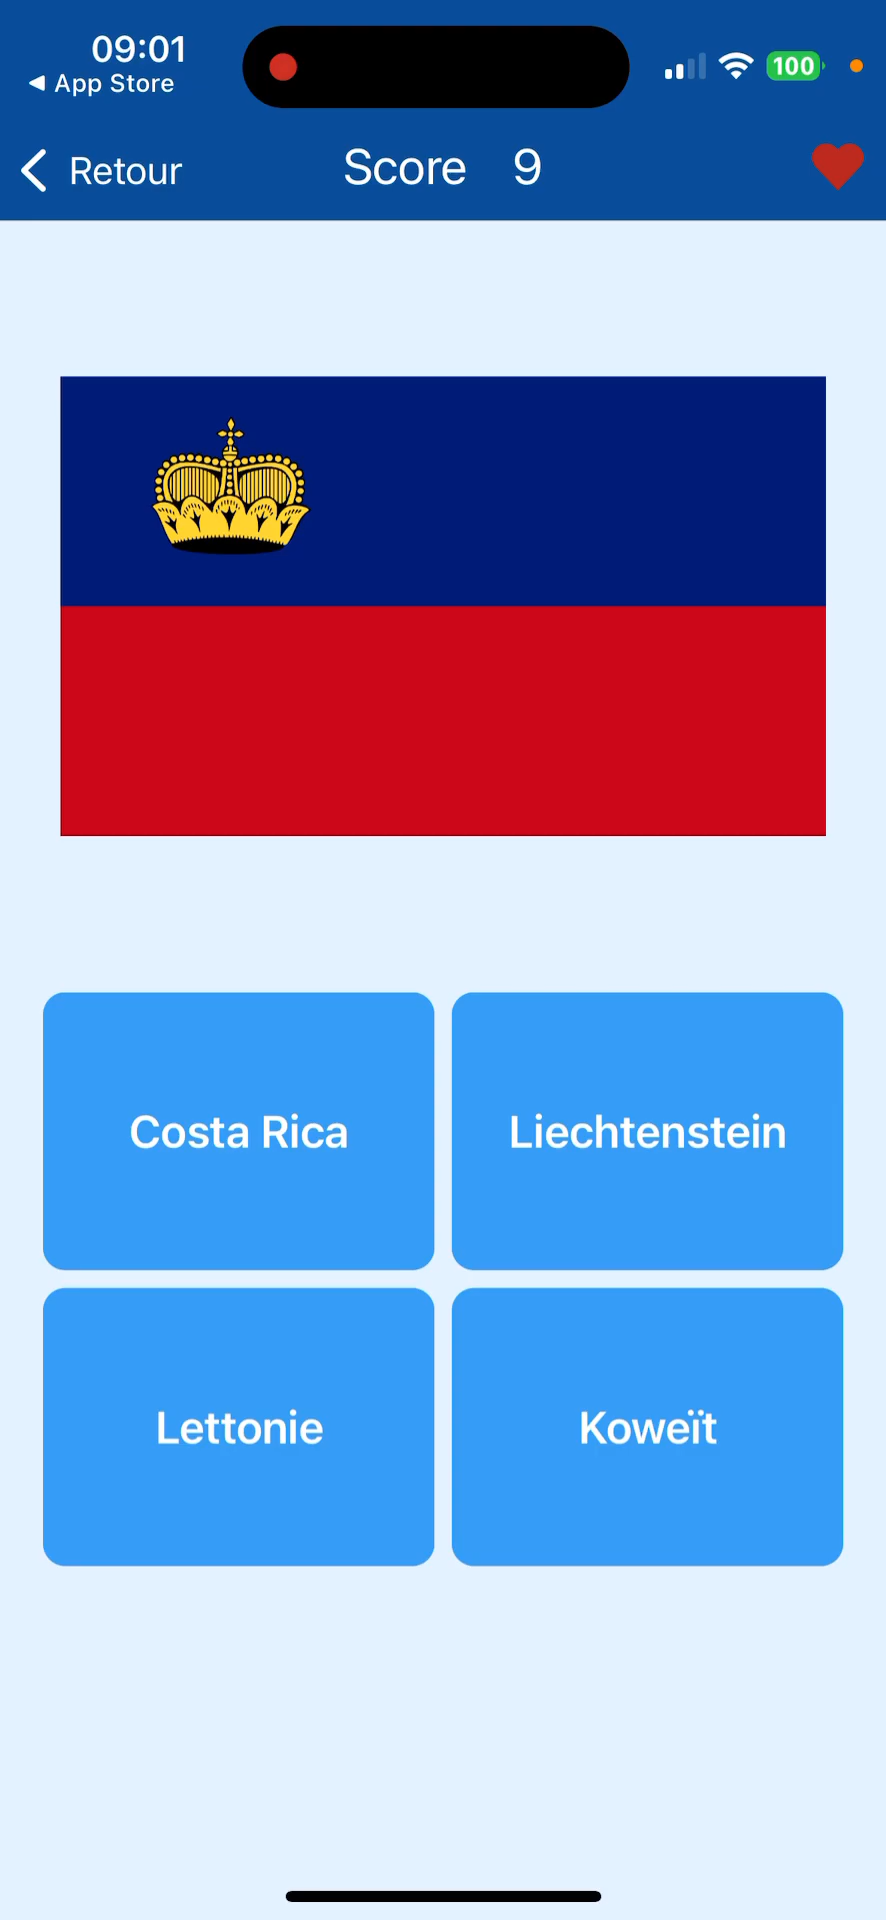 09:01
100
◀ App Store
Retour
Score 9
Costa Rica
Liechtenstein
Lettonie
Koweït